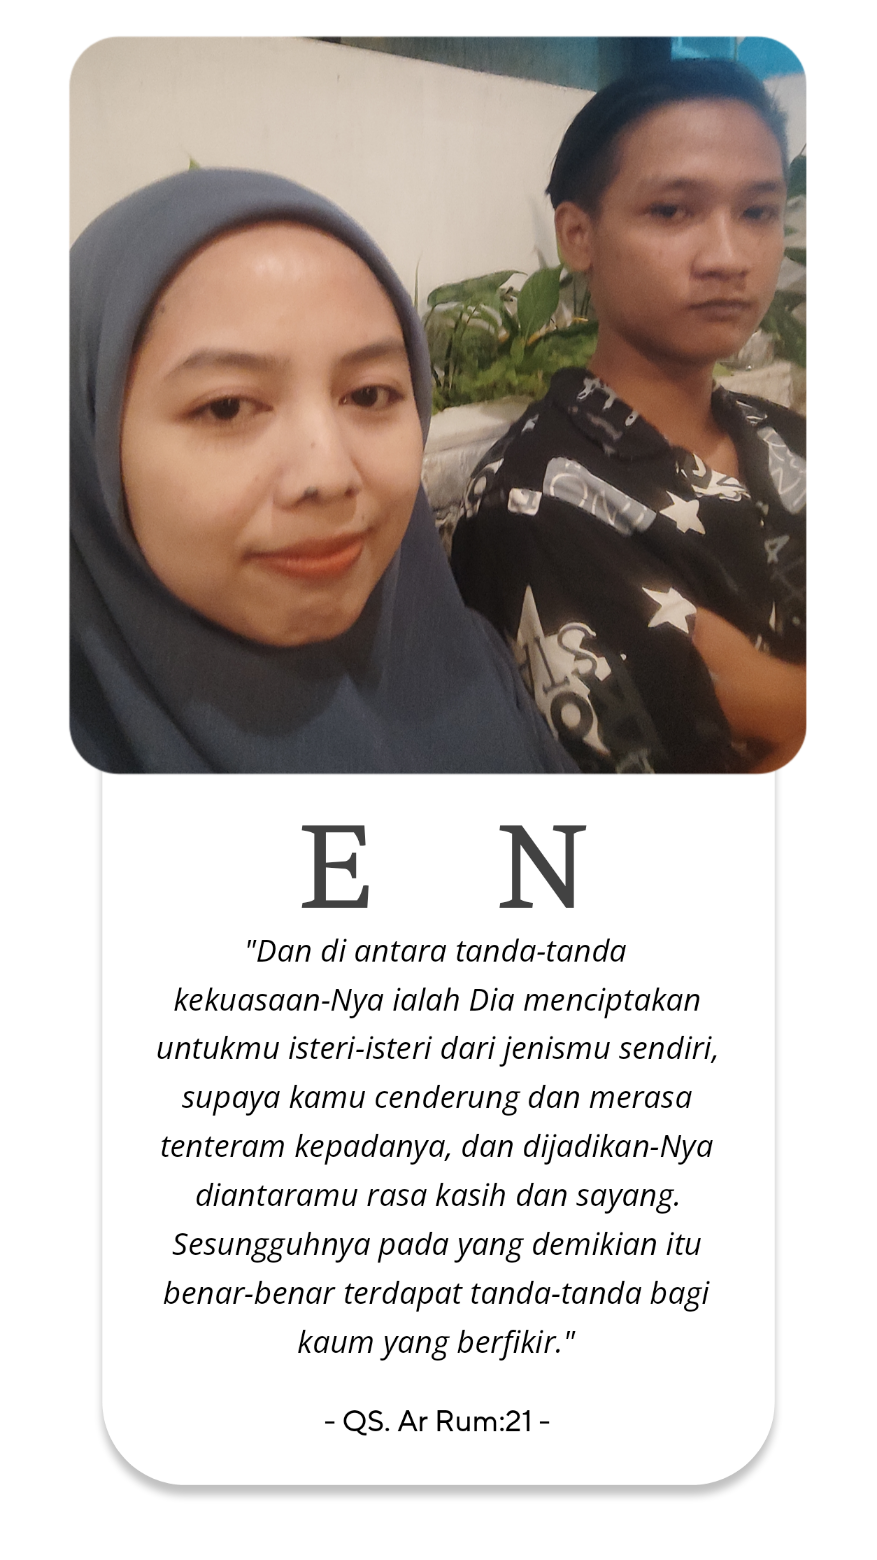 E N
"Dan di antara tanda-tanda
kekuasaan-Nya ialah Dia menciptakan
untukmu isteri-isteri dari jenismu sendiri,
supaya kamu cenderung dan merasa
tenteram kepadanya, dan dijadikan-Nya
diantaramu rasa kasih dan sayang.
Sesungguhnya pada yang demikian itu
benar-benar terdapat tanda-tanda bagi
kaum yang berfikir."
- QS. Ar Rum:21 -